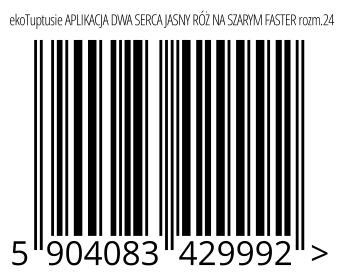 ekoTuptusie APLIKACJA DWA SERCA JASNY RÓŻ NA SZARYM FASTER rozm.24
5 904083 429992 >